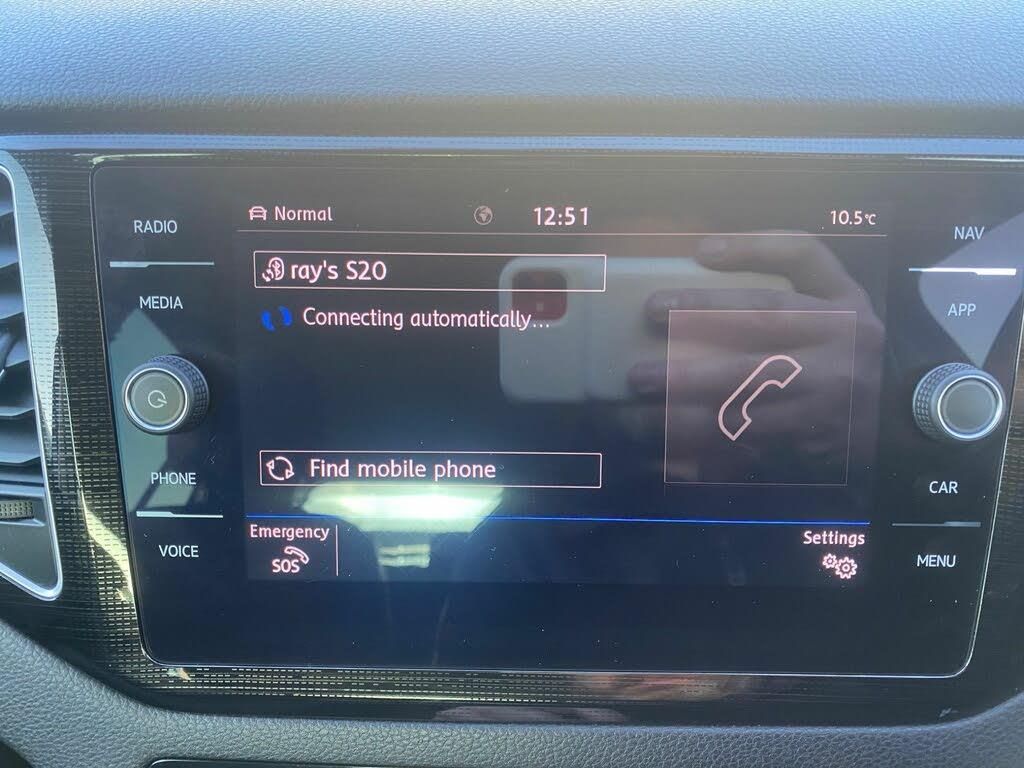 RADIO
MEDIA
PHONE
VOICE
Normal
12:51
10.5°C
ray's S20
Connecting automatically...
Find mobile phone
Emergency
SOS
Settings
NAV
APP
CAR
MENU